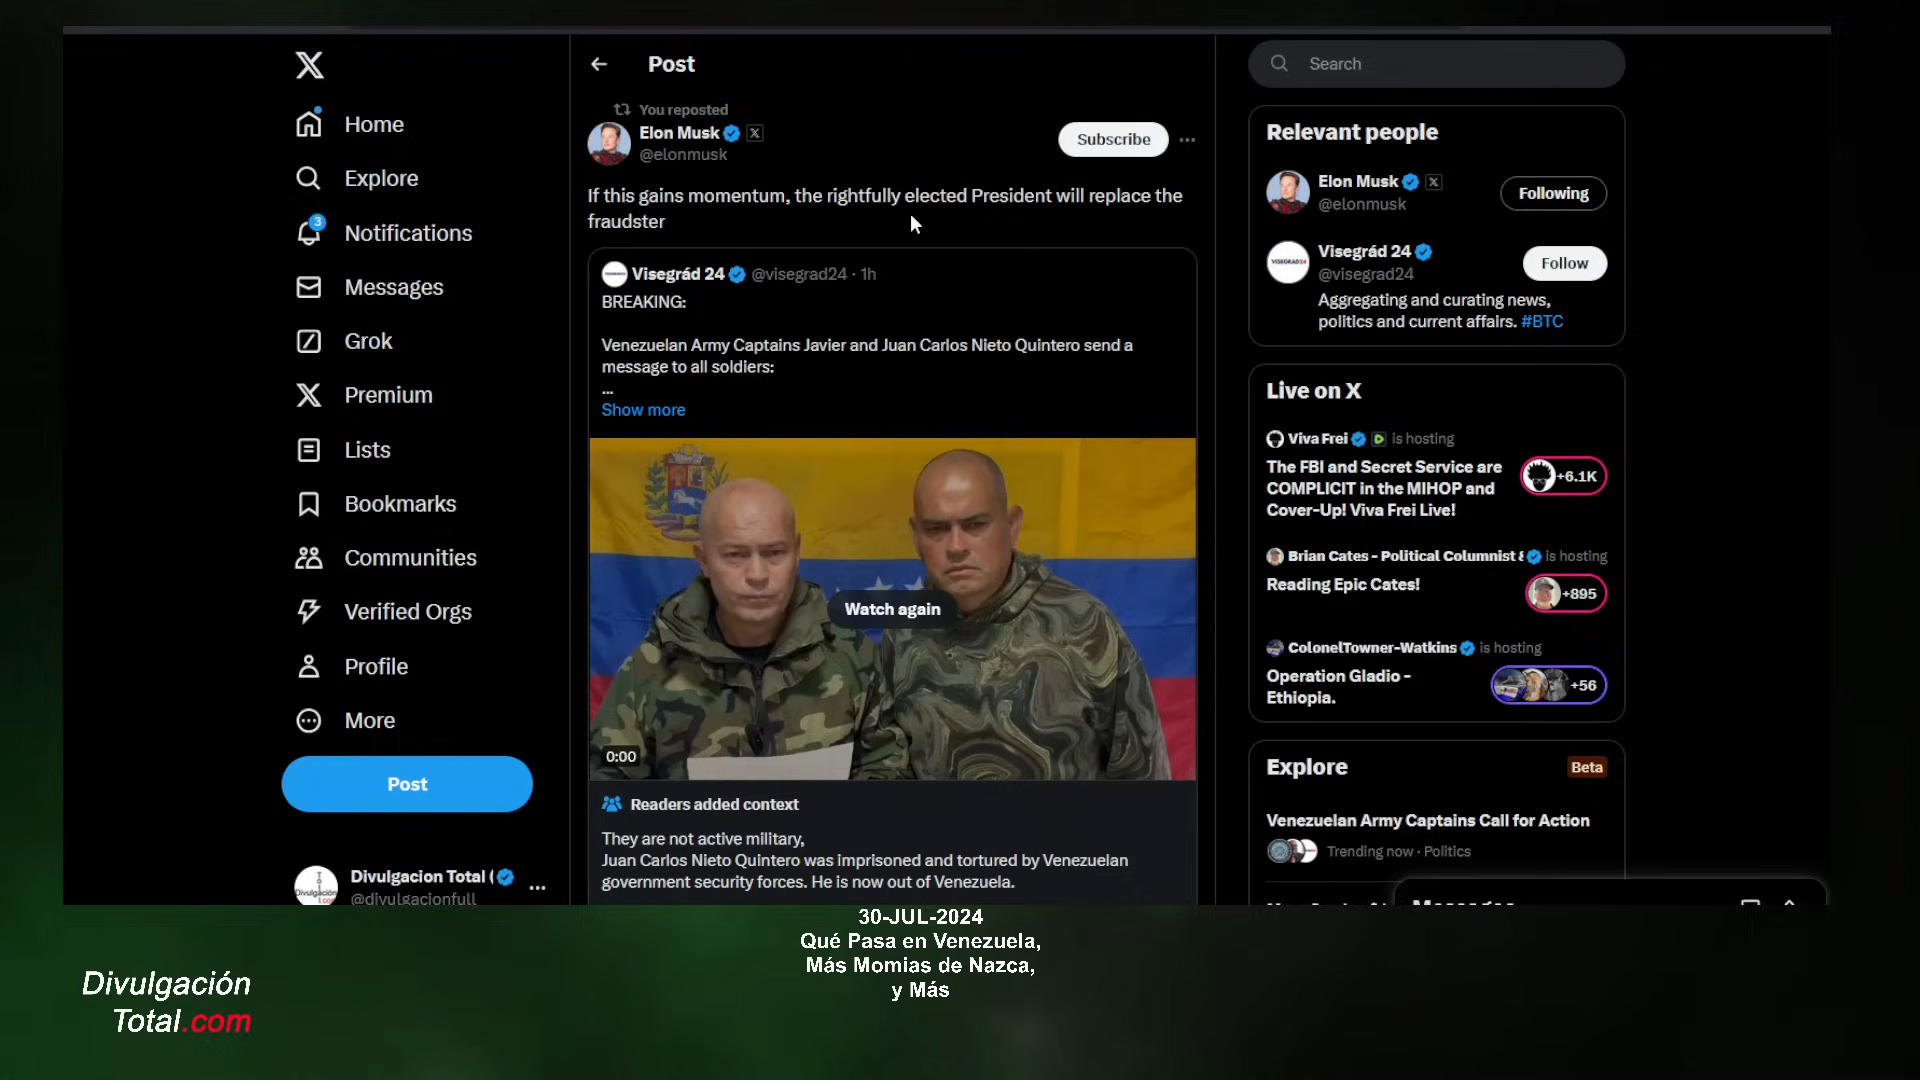 Home
Explore
3
Notifications
Messages
Grok
Premium
Lists
Bookmarks
Communities
Verified Orgs
Profile
More
Post
Divulgacion Total (
@divulgacionfull
Post
You reposted
Elon Musk
@elonmusk
Subscribe
If this gains momentum, the rightfully elected President will replace the
fraudster
Visegrád 24 @visegrad24 · 1h
BREAKING:
Venezuelan Army Captains Javier and Juan Carlos Nieto Quintero send a
message to all soldiers:
...
Show more
Watch again
0:00
Readers added context
They are not active military,
Juan Carlos Nieto Quintero was imprisoned and tortured by Venezuelan
government security forces. He is now out of Venezuela.
Search
Relevant people
Elon Musk
@elonmusk
Following
Visegrád 24
@visegrad24
Follow
Aggregating and curating news,
politics and current affairs. #BTC
Live on X
Viva Frei is hosting
The FBI and Secret Service are
COMPLICIT in the MIHOP and
Cover-Up! Viva Frei Live!
+6.1K
Brian Cates - Political Columnist & is hosting
Reading Epic Cates!
+895
ColonelTowner-Watkins is hosting
Operation Gladio -
Ethiopia.
+56
Explore
Beta
Venezuelan Army Captains Call for Action
Trending now · Politics
30-JUL-2024
Qué Pasa en Venezuela,
Más Momias de Nazca,
y Más
Divulgación
Total.com